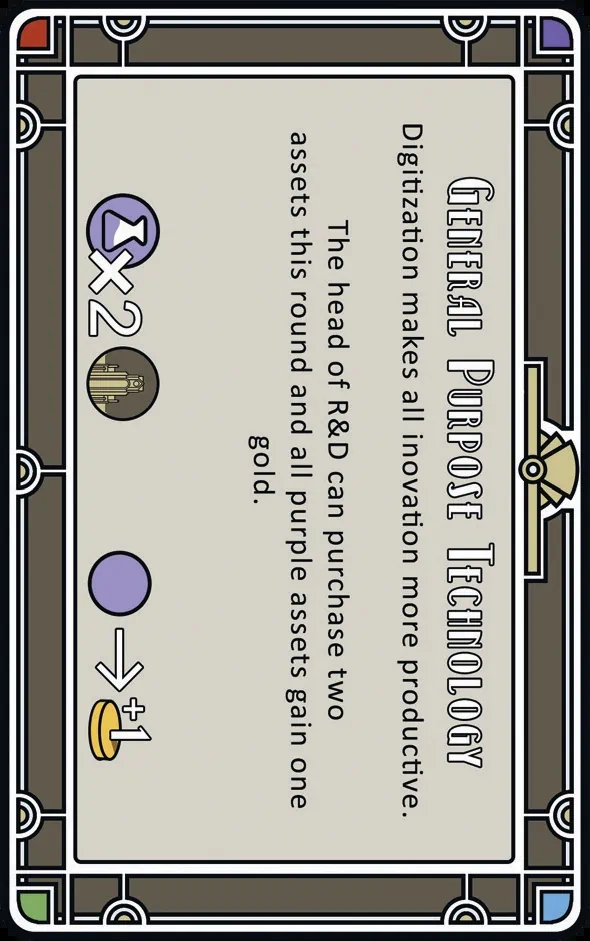 General Purpose Technology
Digitization makes all inovation more productive.
The head of R&D can purchase two
assets this round and all purple assets gain one
gold.
×2
+1